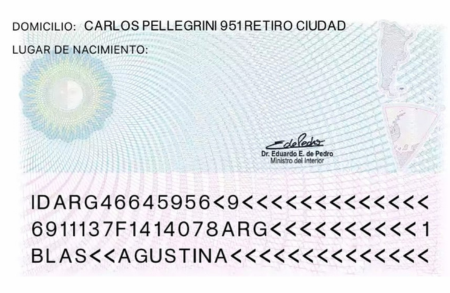 DOMICILIO: CARLOS PELLEGRINI 951 RETIRO CIUDAD
LUGAR DE NACIMIENTO:
Dr. Eduardo E. de Pedro
Ministro del Interior
IDARG46645956<9<<<<<<<<<<<<<<<
6911137F1414078ARG<<<<<<<<<<<1
BLAS<<AGUSTINA<<<<<<<<<<<<<<<<